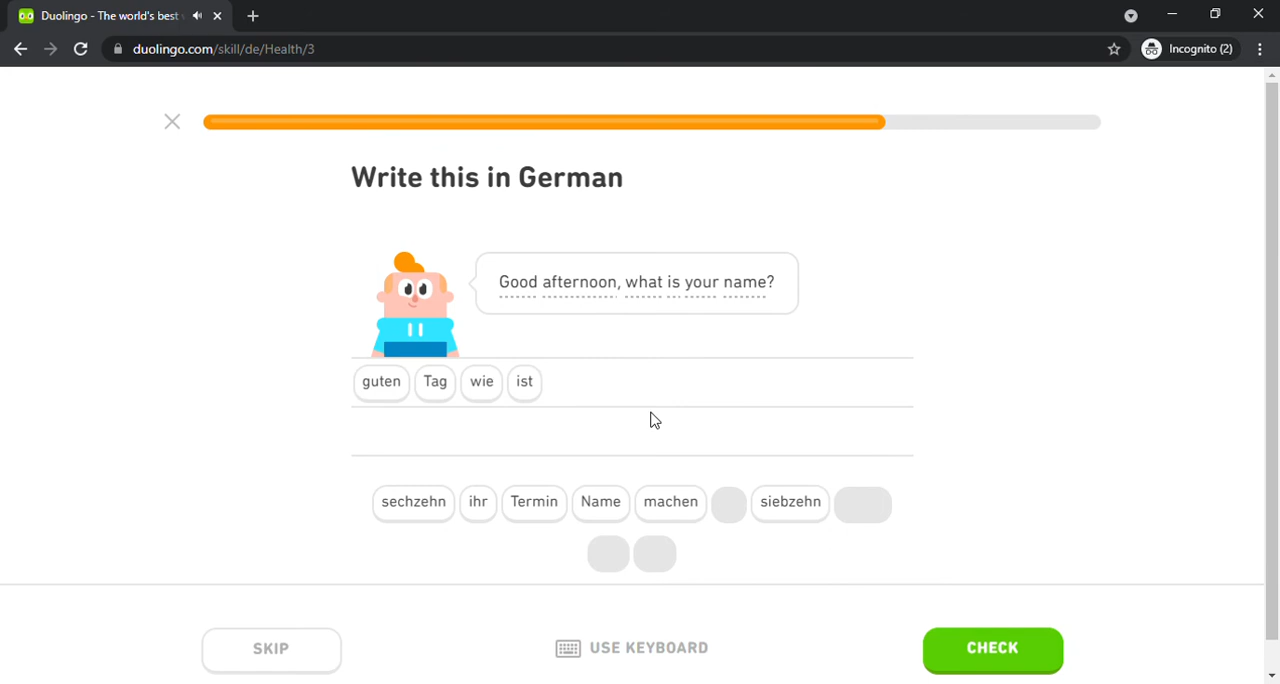 Duolingo - The world's best
duolingo.com/skill/de/Health/3
Incognito (2)
Write this in German
Good afternoon, what is your name?
guten Tag wie ist
sechzehn ihr Termin Name machen siebzehn
SKIP
USE KEYBOARD
CHECK